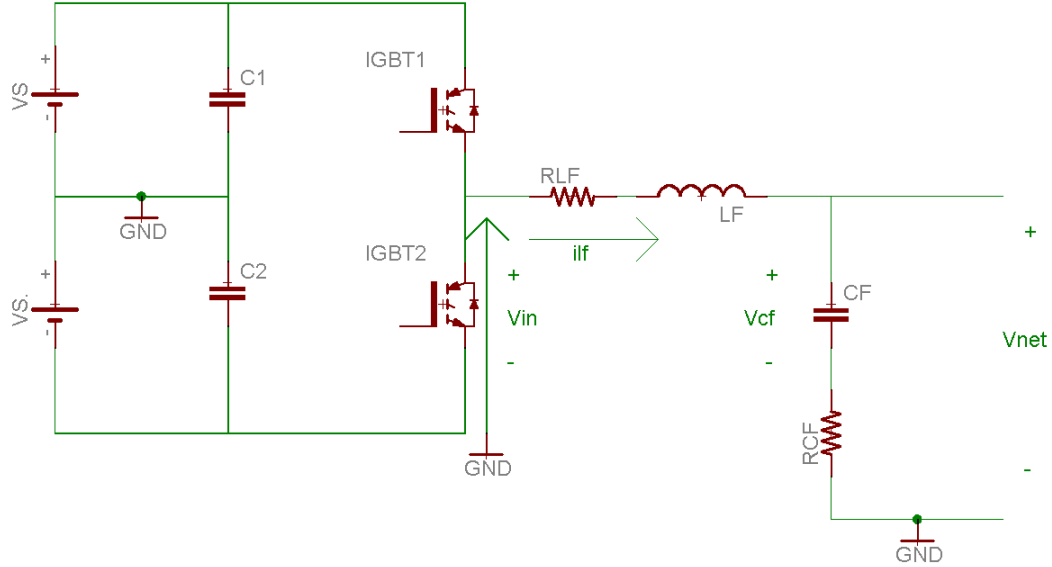 +
VS
-
C1
IGBT1
GND
RLF
LF
+
VS.
-
C2
IGBT2
ilf
+
Vin
-
+
Vcf
-
CF
RCF
+
Vnet
-
GND
GND